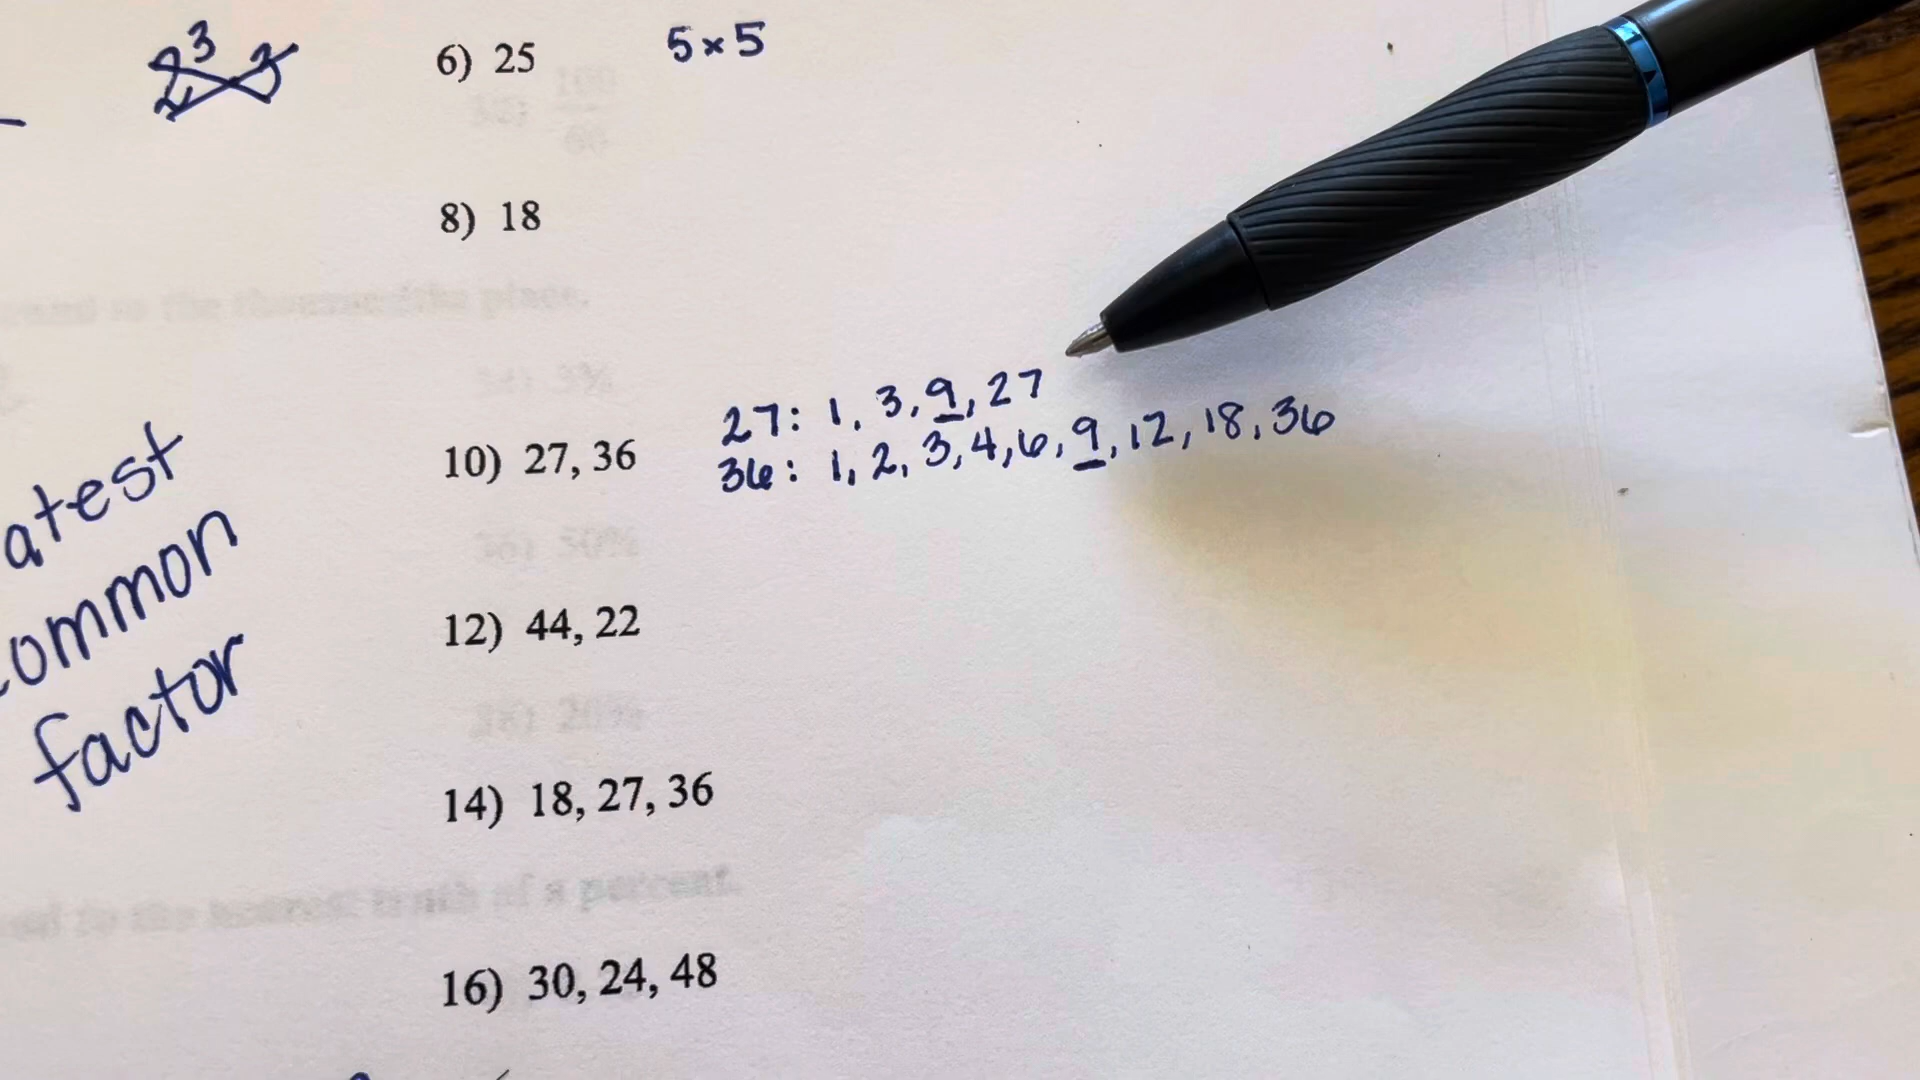 6) 25 5 × 5
8) 18
27: 1, 3, 9, 27
10) 27, 36 36: 1, 2, 3, 4, 6, 9, 12, 18, 36
atest
common
factor
12) 44, 22
14) 18, 27, 36
16) 30, 24, 48